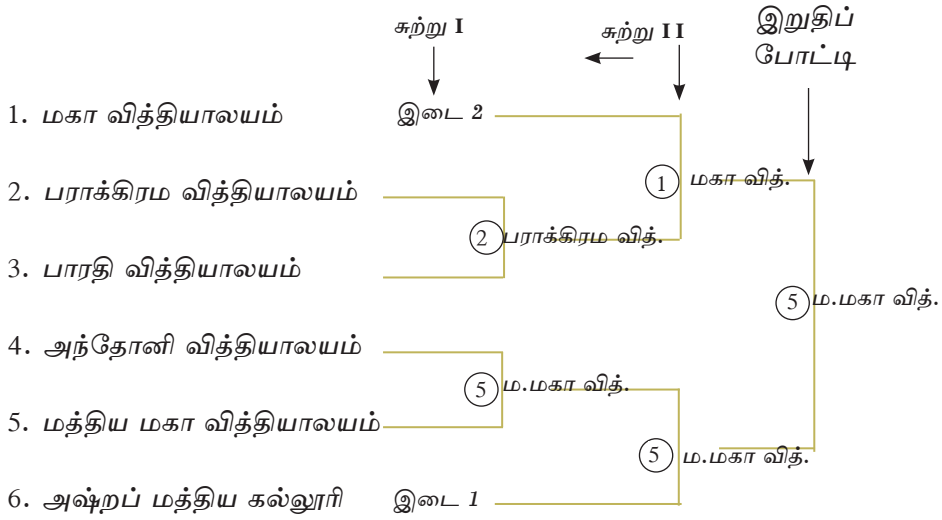 சுற்று I
சுற்று II
இறுதிப்
போட்டி
1. மகா வித்தியாலயம்
இடை 2
2. பராக்கிரம வித்தியாலயம்
1 மகா வித்.
2 பராக்கிரம வித்.
3. பாரதி வித்தியாலயம்
5 ம.மகா வித்.
4. அந்தோனி வித்தியாலயம்
5 ம.மகா வித்.
5. மத்திய மகா வித்தியாலயம்
5 ம.மகா வித்.
6. அஷ்றப் மத்திய கல்லூரி
இடை 1